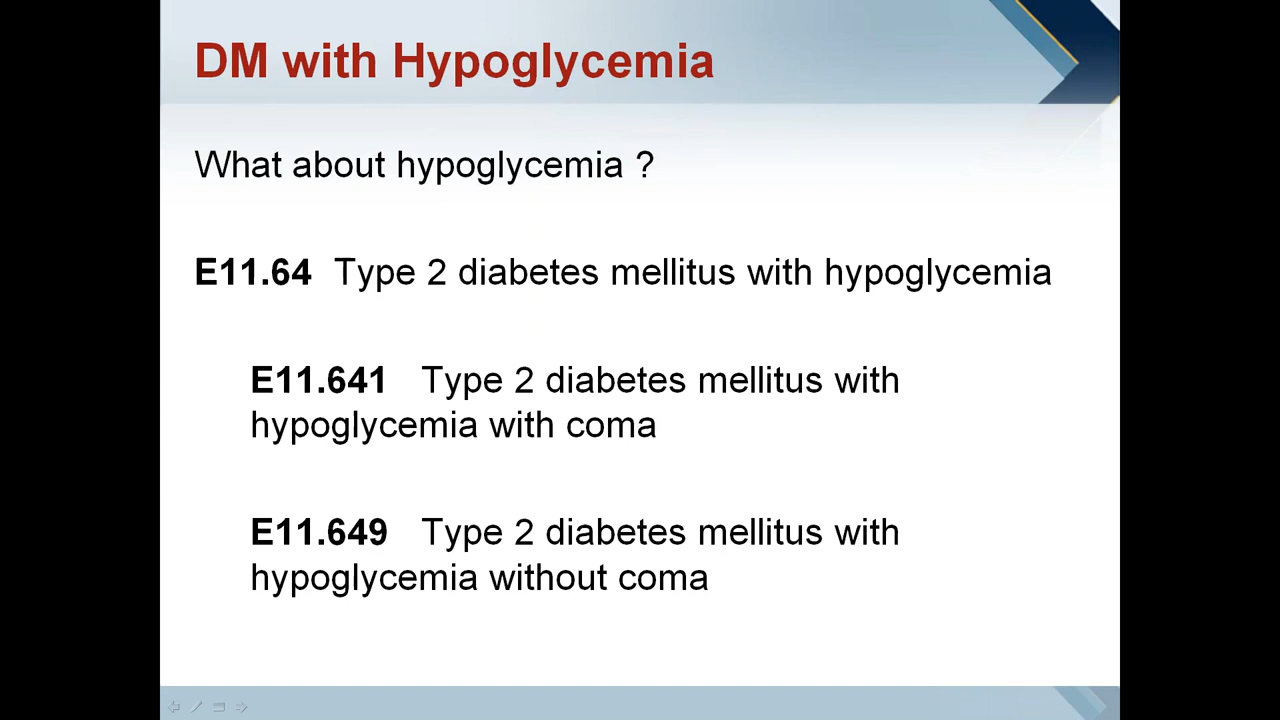 DM with Hypoglycemia
What about hypoglycemia ?
E11.64 Type 2 diabetes mellitus with hypoglycemia
E11.641 Type 2 diabetes mellitus with
hypoglycemia with coma
E11.649 Type 2 diabetes mellitus with
hypoglycemia without coma